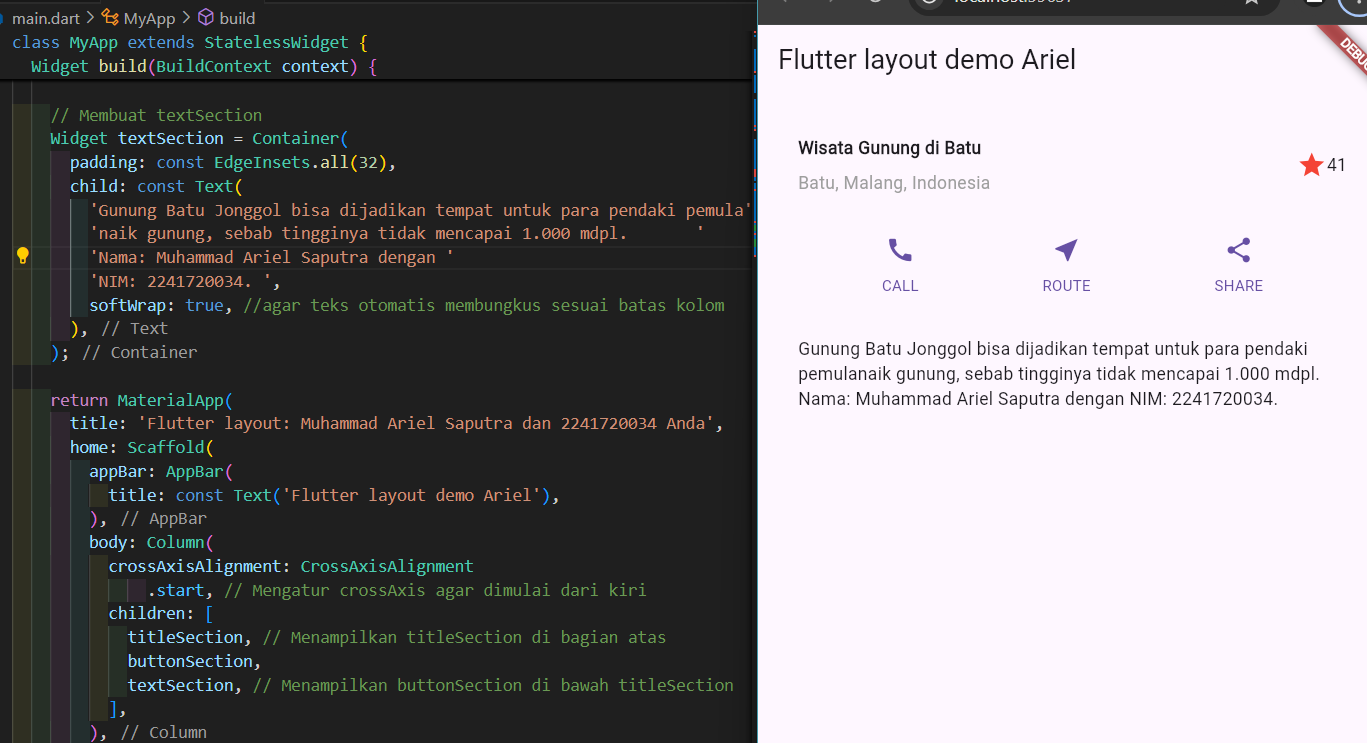 main.dart > MyApp > build
class MyApp extends StatelessWidget {
Widget build(BuildContext context) {
// Membuat textSection
Widget textSection = Container(
padding: const EdgeInsets.all(32),
child: const Text(
'Gunung Batu Jonggol bisa dijadikan tempat untuk para pendaki pemula'
'naik gunung, sebab tingginya tidak mencapai 1.000 mdpl.       '
'Nama: Muhammad Ariel Saputra dengan '
'NIM: 2241720034. ',
softWrap: true, //agar teks otomatis membungkus sesuai batas kolom
), // Text
); // Container
return MaterialApp(
title: 'Flutter layout: Muhammad Ariel Saputra dan 2241720034 Anda',
home: Scaffold(
appBar: AppBar(
title: const Text('Flutter layout demo Ariel'),
), // AppBar
body: Column(
crossAxisAlignment: CrossAxisAlignment
.start, // Mengatur crossAxis agar dimulai dari kiri
children: [
titleSection, // Menampilkan titleSection di bagian atas
buttonSection,
textSection, // Menampilkan buttonSection di bawah titleSection
],
), // Column
Flutter layout demo Ariel
Wisata Gunung di Batu
Batu, Malang, Indonesia
41
CALL
ROUTE
SHARE
Gunung Batu Jonggol bisa dijadikan tempat untuk para pendaki
pemulanaik gunung, sebab tingginya tidak mencapai 1.000 mdpl.
Nama: Muhammad Ariel Saputra dengan NIM: 2241720034.